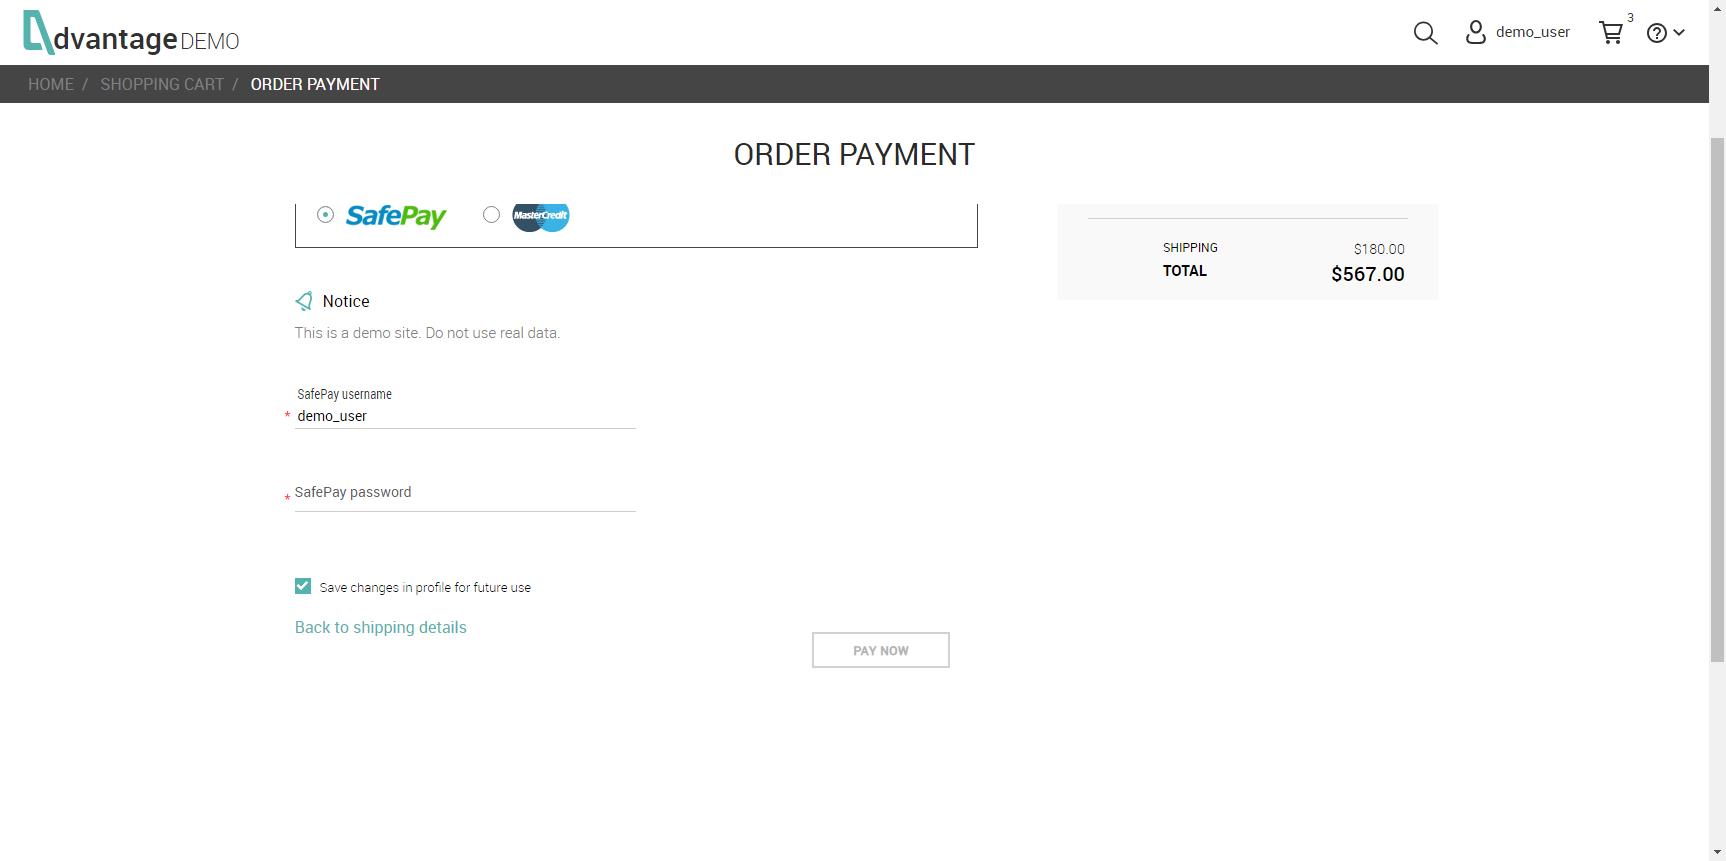 dvantage DEMO
demo_user
3
HOME / SHOPPING CART / ORDER PAYMENT
ORDER PAYMENT
SafePay
MasterCredit
SHIPPING $180.00
TOTAL $567.00
Notice
This is a demo site. Do not use real data.
SafePay username
* demo_user
* SafePay password
Save changes in profile for future use
Back to shipping details
PAY NOW